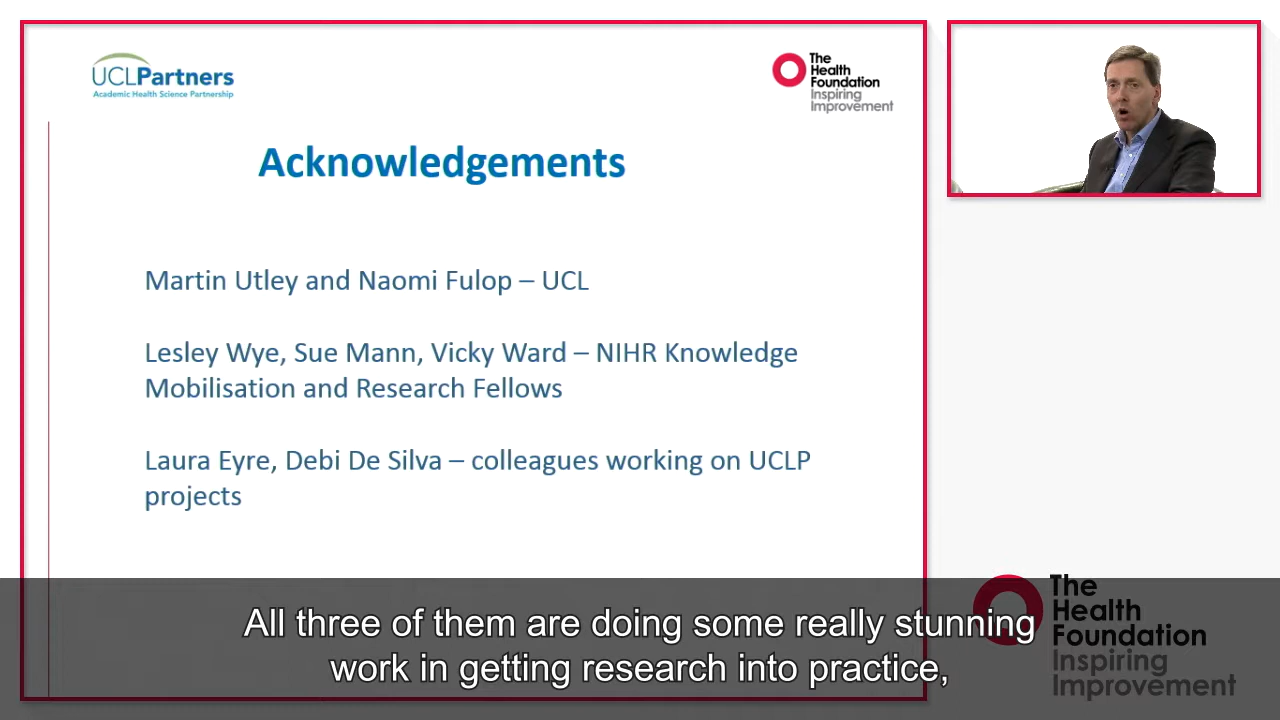 UCLPartners
Academic Health Science Partnership
The
Health
Foundation
Inspiring
Improvement
Acknowledgements
Martin Utley and Naomi Fulop – UCL
Lesley Wye, Sue Mann, Vicky Ward – NIHR Knowledge
Mobilisation and Research Fellows
Laura Eyre, Debi De Silva – colleagues working on UCLP
projects
All three of them are doing some really stunning
work in getting research into practice,
The
Health
Foundation
Inspiring
Improvement